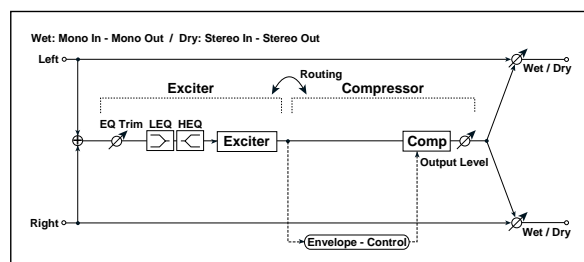 Wet: Mono In - Mono Out / Dry: Stereo In - Stereo Out
Left
Wet / Dry
Routing
Exciter
Compressor
EQ Trim
LEQ
HEQ
Exciter
Comp
Output Level
Right
Wet / Dry
Envelope - Control